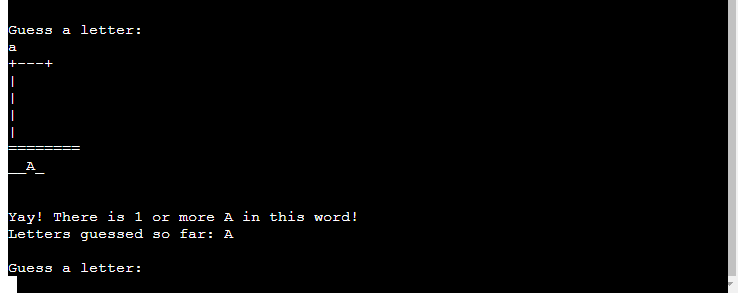 Guess a letter:
a
+---+
|
|
|
|
========
__A_
Yay! There is 1 or more A in this word!
Letters guessed so far: A
Guess a letter: